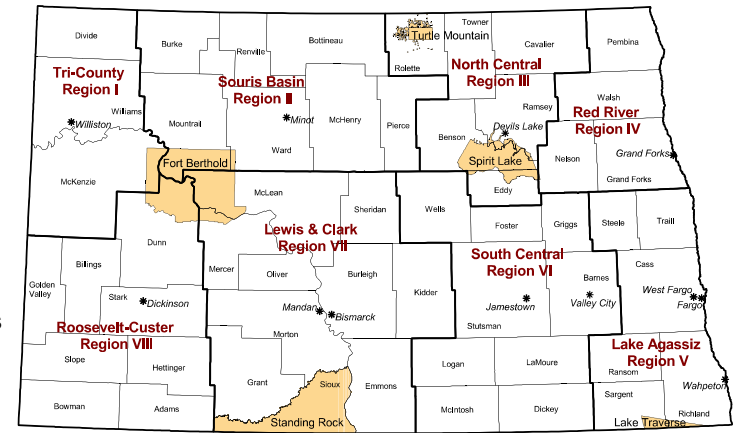 Divide
Burke
Renville
Bottineau
Towner
Turtle Mountain
Cavalier
Pembina
Rolette
North Central
Region III
Tri-County
Region I
Souris Basin
Region II
Williams
Williston
Mountrail
Minot
McHenry
Pierce
Ward
Ramsey
Devils Lake
Benson
Walsh
Red River
Region IV
Nelson
Grand Forks
Grand Forks
Fort Berthold
Spirit Lake
McKenzie
McLean
Eddy
Sheridan
Wells
Foster
Griggs
Steele
Traill
Lewis & Clark
Region VII
Dunn
Billings
Mercer
Oliver
Burleigh
Kidder
South Central
Region VI
Barnes
Cass
Golden
Valley
Stark
Dickinson
Mandan
Bismarck
Jamestown
Valley City
West Fargo
Fargo
Stutsman
Roosevelt-Custer
Region VIII
Morton
Slope
Hettinger
Grant
Sioux
Emmons
Logan
LaMoure
Lake Agassiz
Region V
Ransom
Wahpeton
Sargent
Bowman
Adams
Standing Rock
McIntosh
Dickey
Richland
Lake Traverse
s